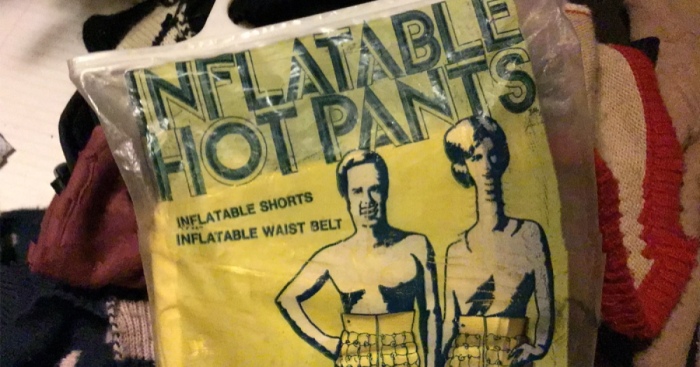 INFLATABLE
HOT PANTS
INFLATABLE SHORTS
INFLATABLE WAIST BELT